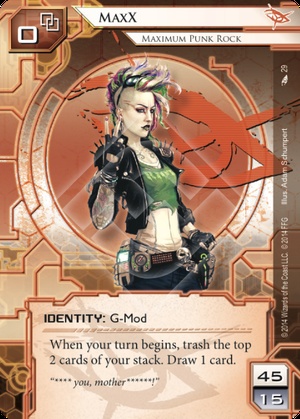 MaxX
Maximum Punk Rock
0
29
Illus. Adam Schumpert
© 2014 Wizards of the Coast LLC. © 2014 FFG
IDENTITY: G-Mod
When your turn begins, trash the top
2 cards of your stack. Draw 1 card.
"**** you, mother******!"
45
15